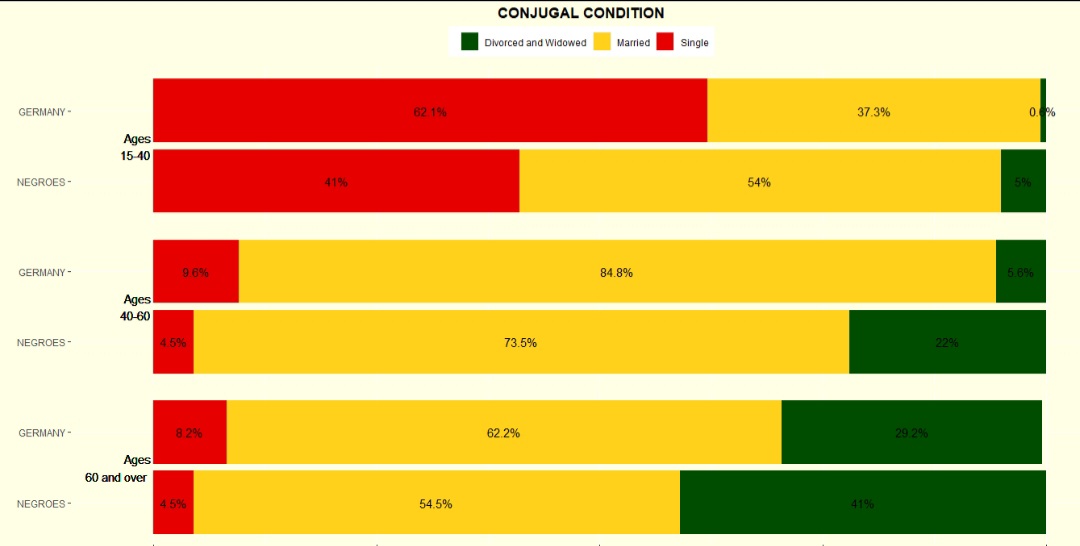 CONJUGAL CONDITION
Divorced and Widowed Married Single
GERMANY
62.1% 37.3% 0.6%
Ages
15-40
NEGROES
41% 54% 5%
GERMANY
9.6% 84.8% 5.6%
Ages
40-60
NEGROES
4.5% 73.5% 22%
GERMANY
8.2% 62.2% 29.2%
Ages
60 and over
NEGROES
4.5% 54.5% 41%